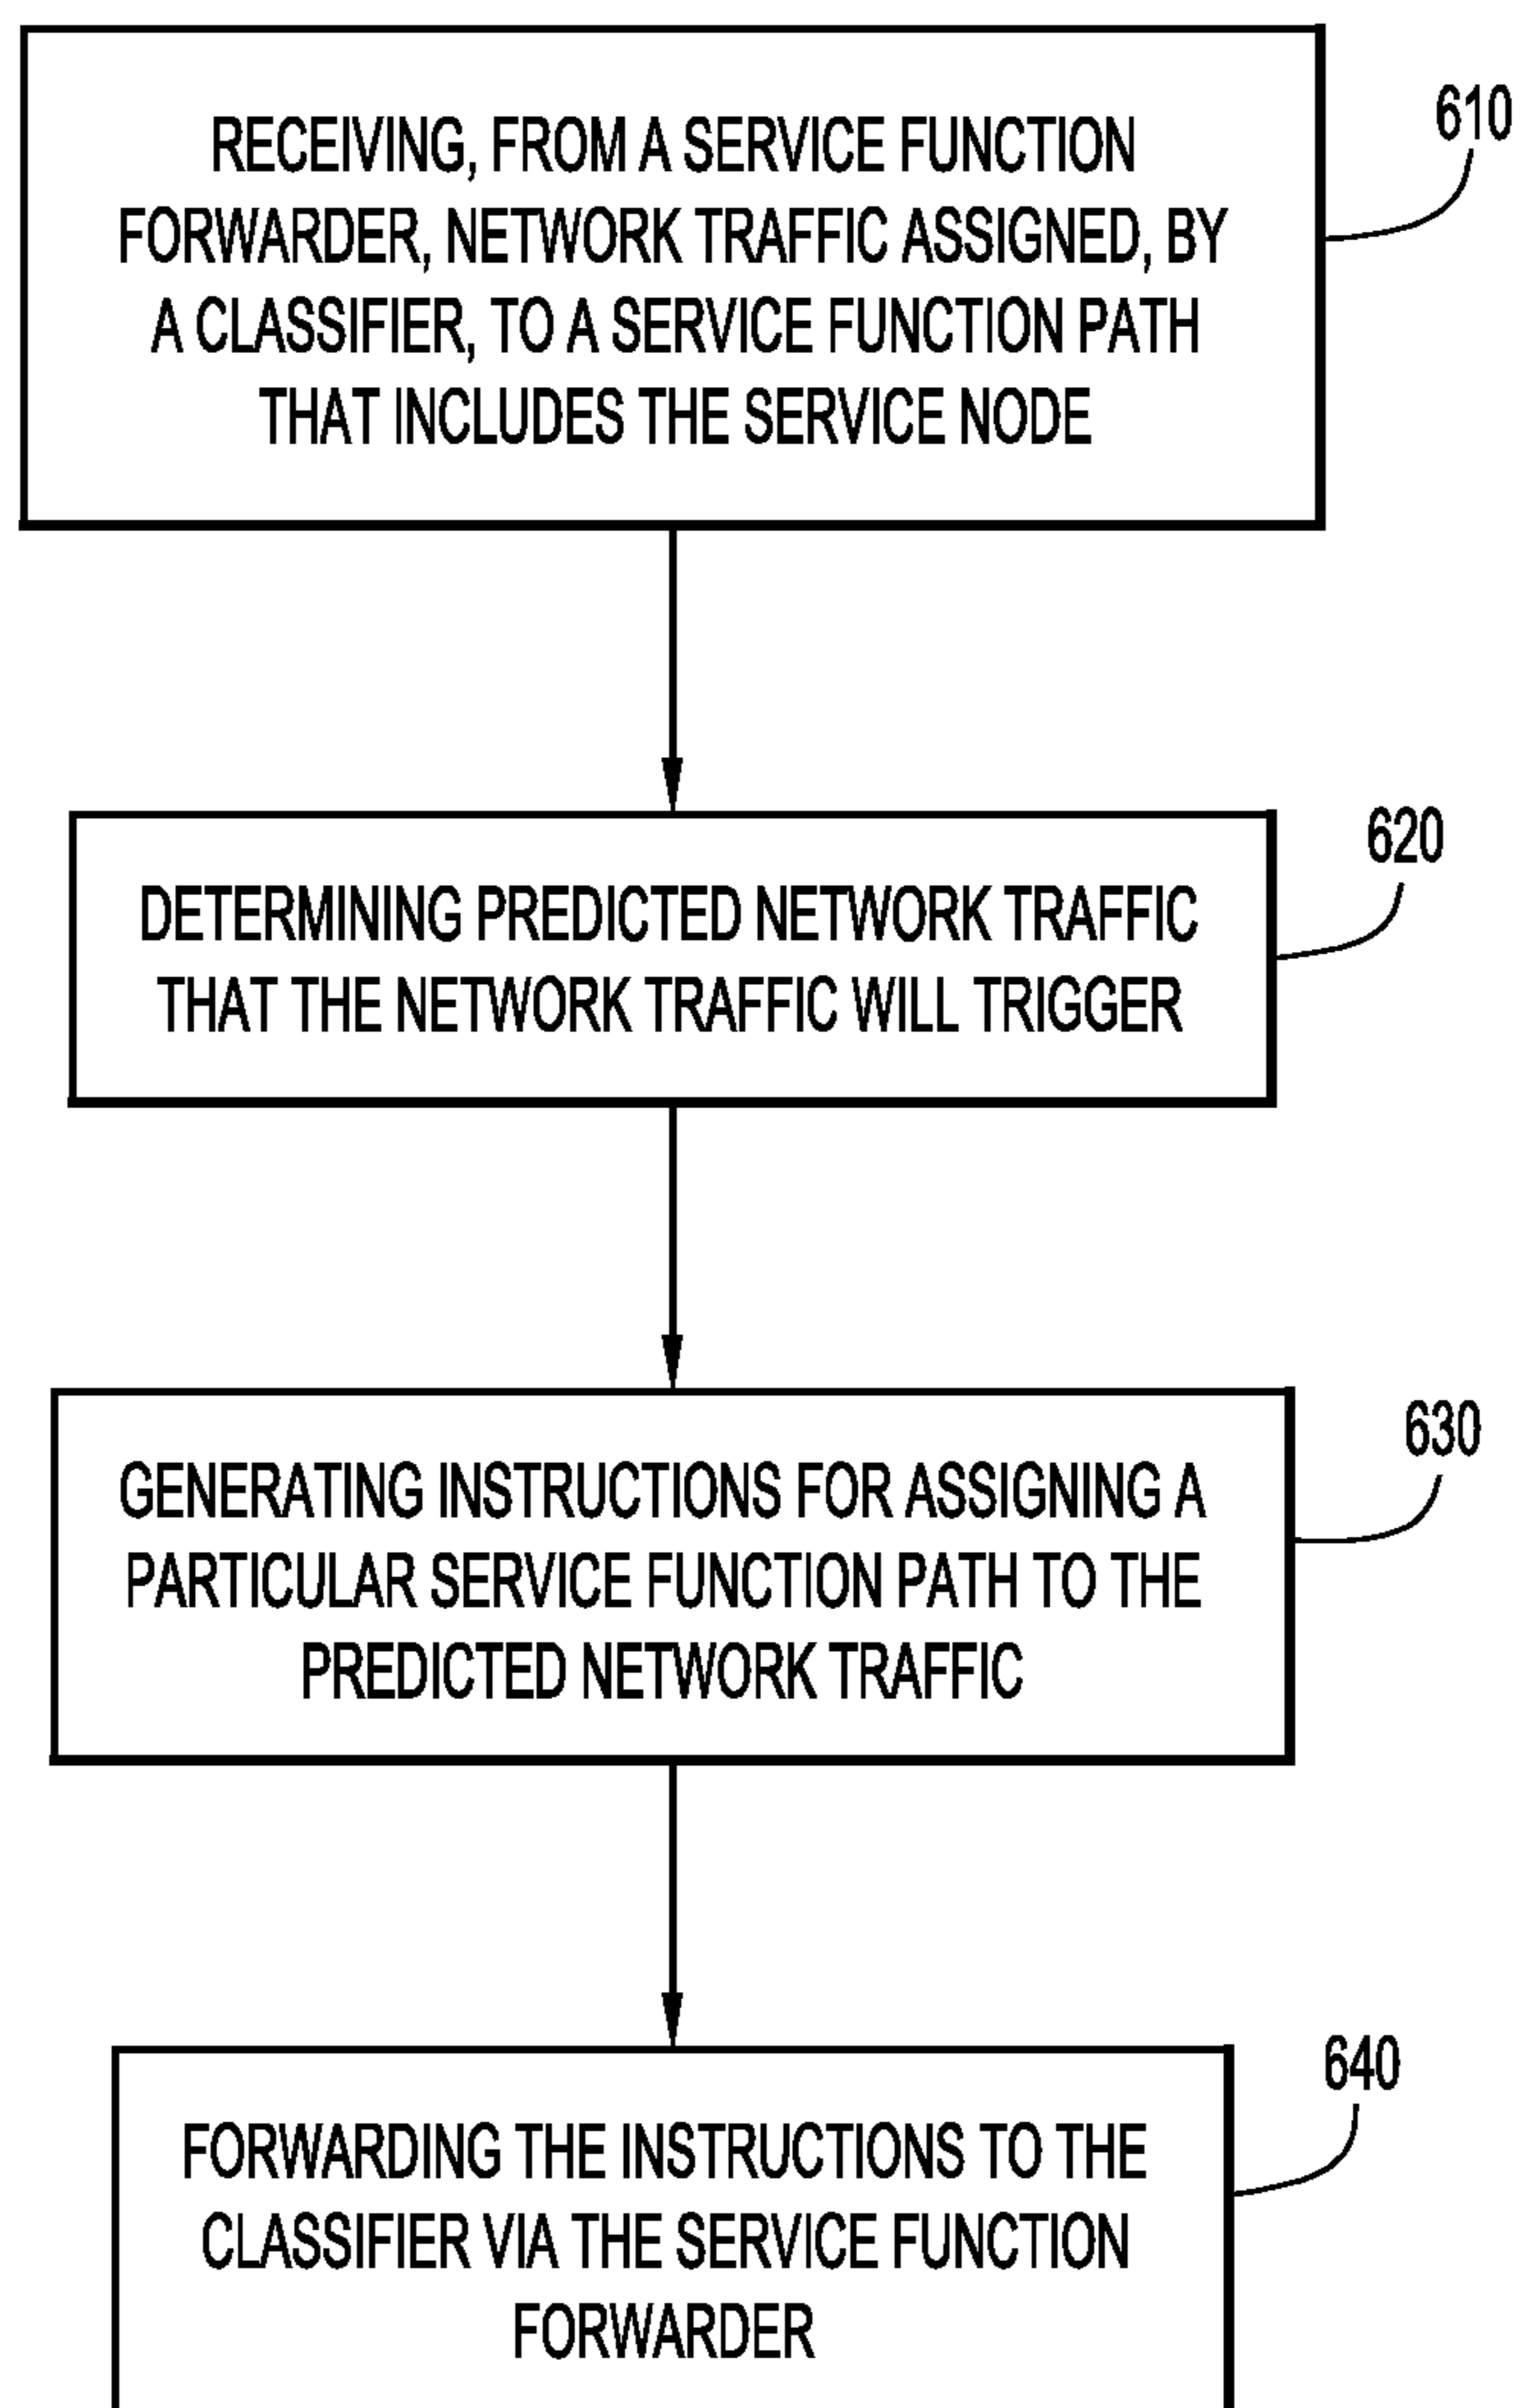 RECEIVING, FROM A SERVICE FUNCTION
FORWARDER, NETWORK TRAFFIC ASSIGNED, BY
A CLASSIFIER, TO A SERVICE FUNCTION PATH
THAT INCLUDES THE SERVICE NODE
610
DETERMINING PREDICTED NETWORK TRAFFIC
THAT THE NETWORK TRAFFIC WILL TRIGGER
620
GENERATING INSTRUCTIONS FOR ASSIGNING A
PARTICULAR SERVICE FUNCTION PATH TO THE
PREDICTED NETWORK TRAFFIC
630
FORWARDING THE INSTRUCTIONS TO THE
CLASSIFIER VIA THE SERVICE FUNCTION
FORWARDER
640